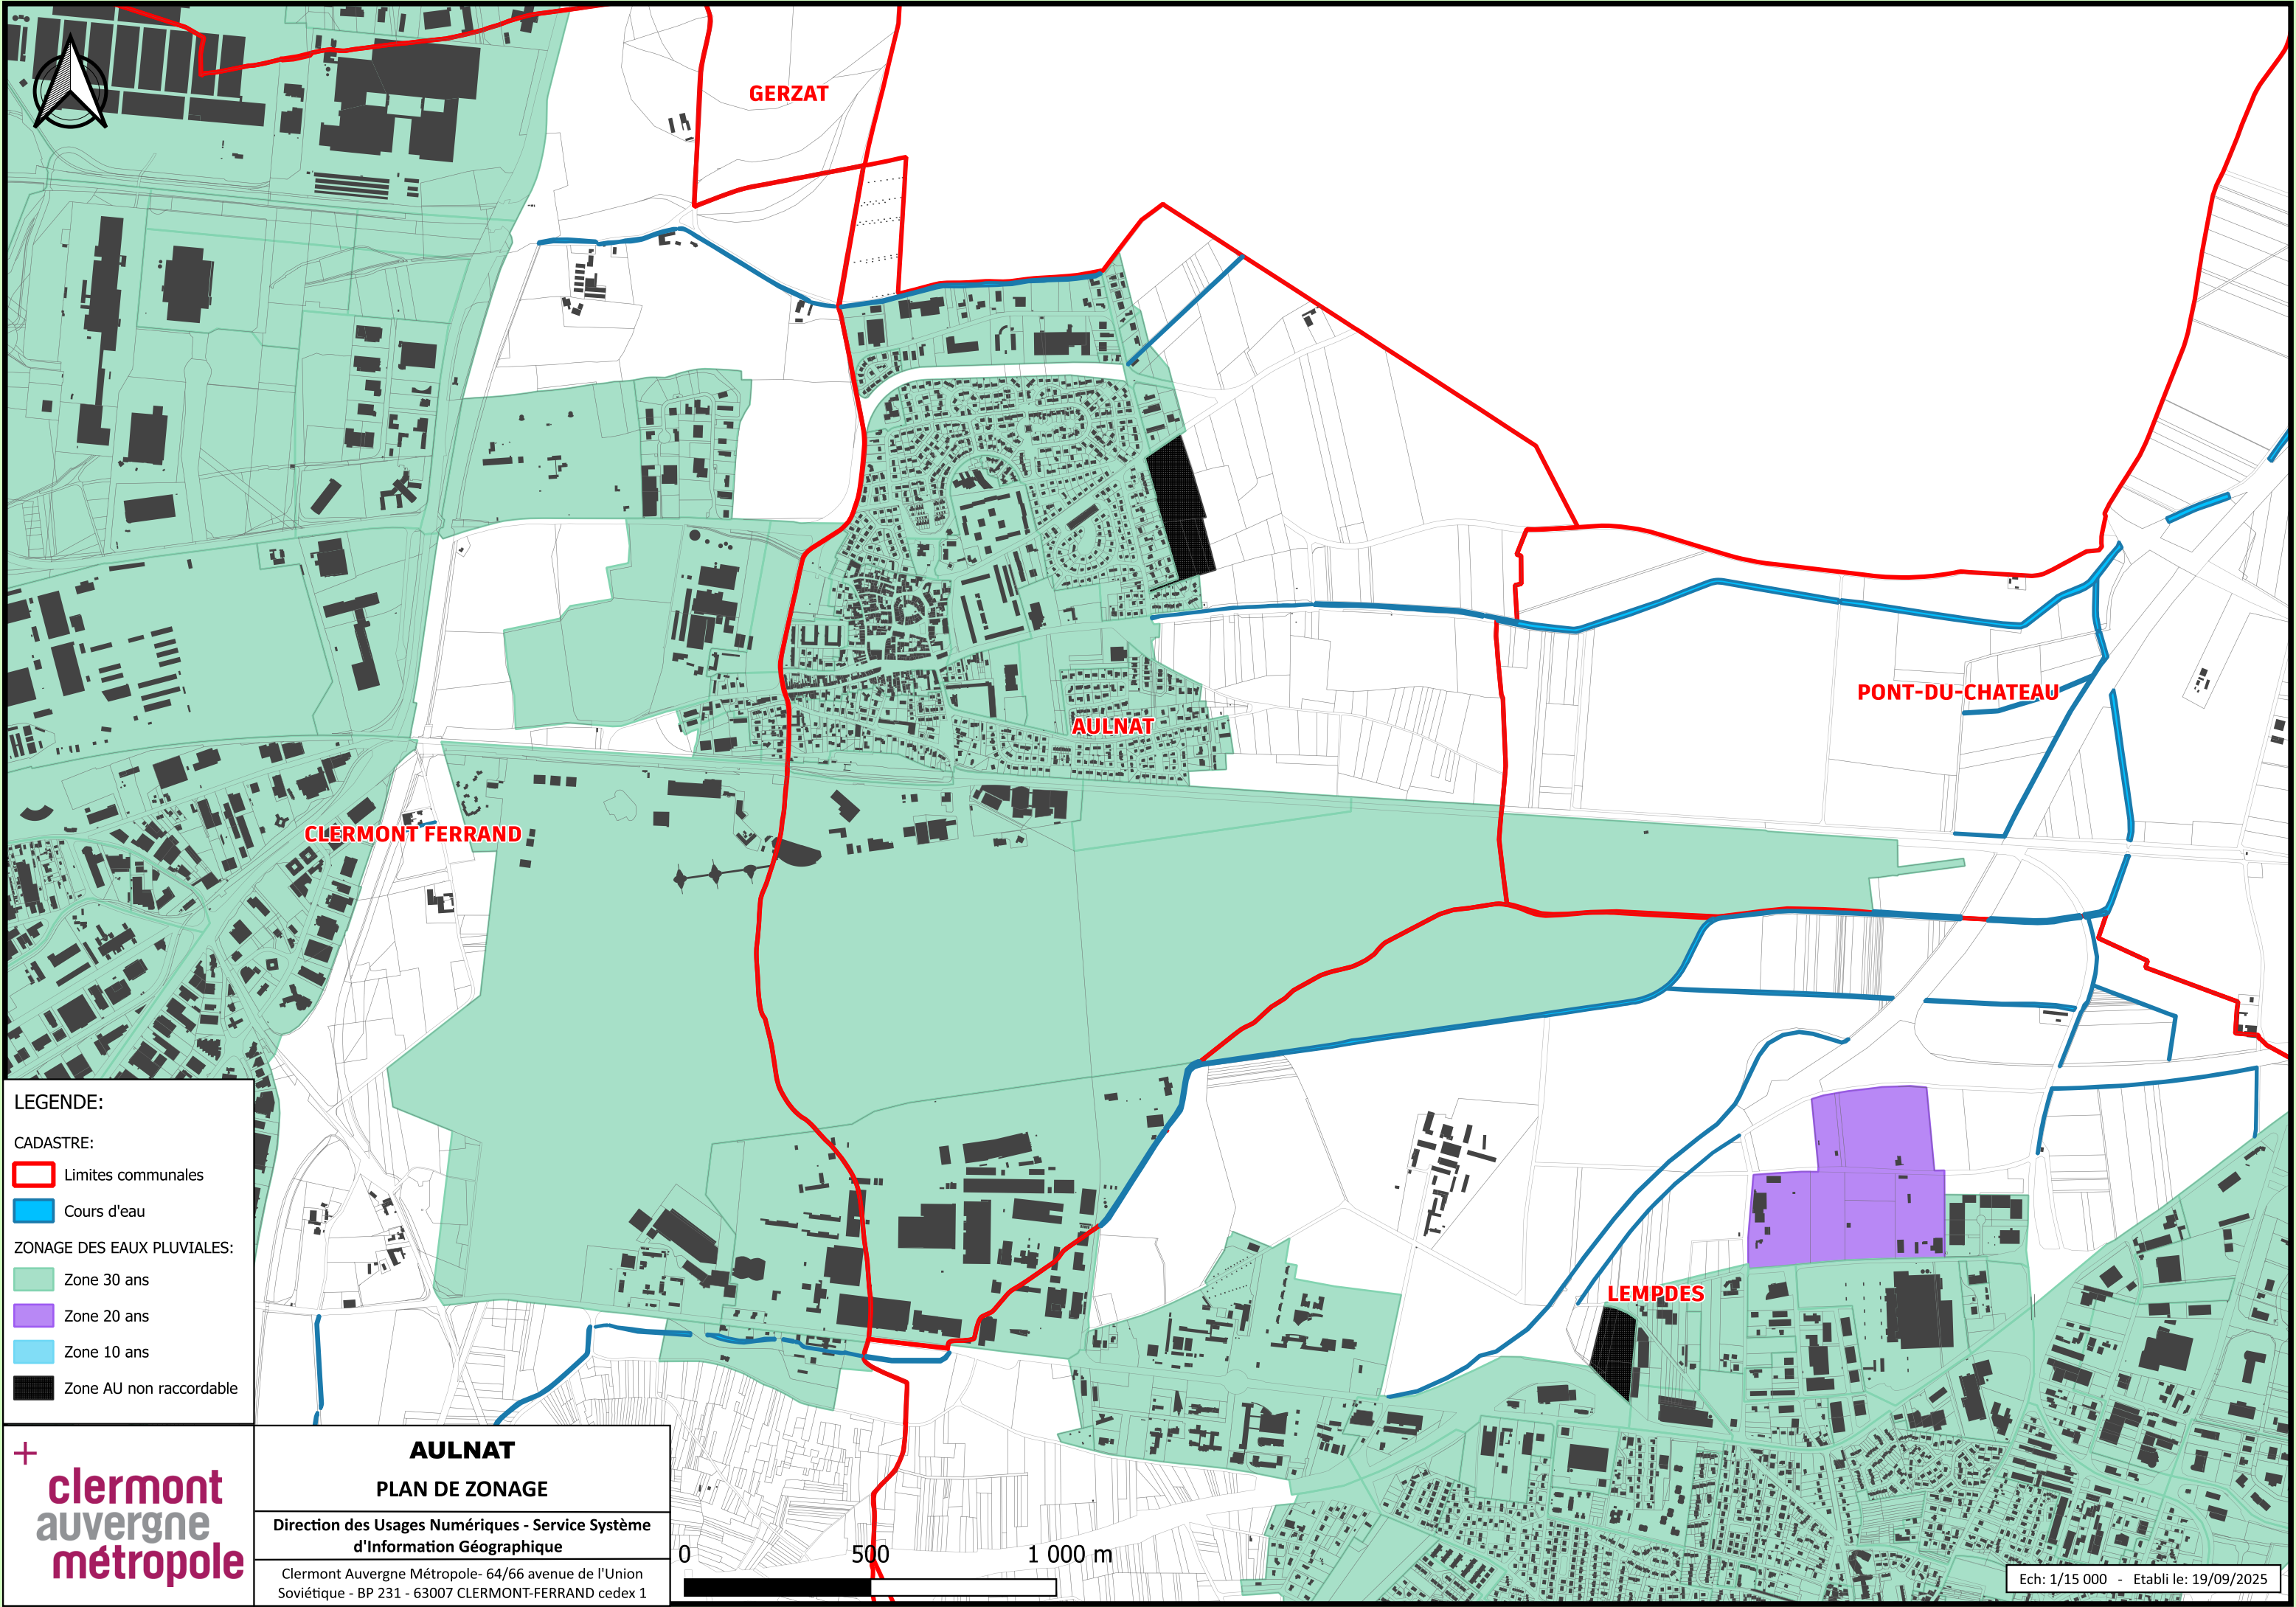 GERZAT
PONT-DU-CHATEAU
AULNAT
CLERMONT FERRAND
LEMPDES
LEGENDE:
CADASTRE:
Limites communales
Cours d'eau
ZONAGE DES EAUX PLUVIALES:
Zone 30 ans
Zone 20 ans
Zone 10 ans
Zone AU non raccordable
+
clermont
auvergne
métropole
AULNAT
PLAN DE ZONAGE
Direction des Usages Numériques - Service Système
d'Information Géographique
Clermont Auvergne Métropole- 64/66 avenue de l'Union
Soviétique - BP 231 - 63007 CLERMONT-FERRAND cedex 1
0 500 1 000 m
Ech: 1/15 000 - Etabli le: 19/09/2025